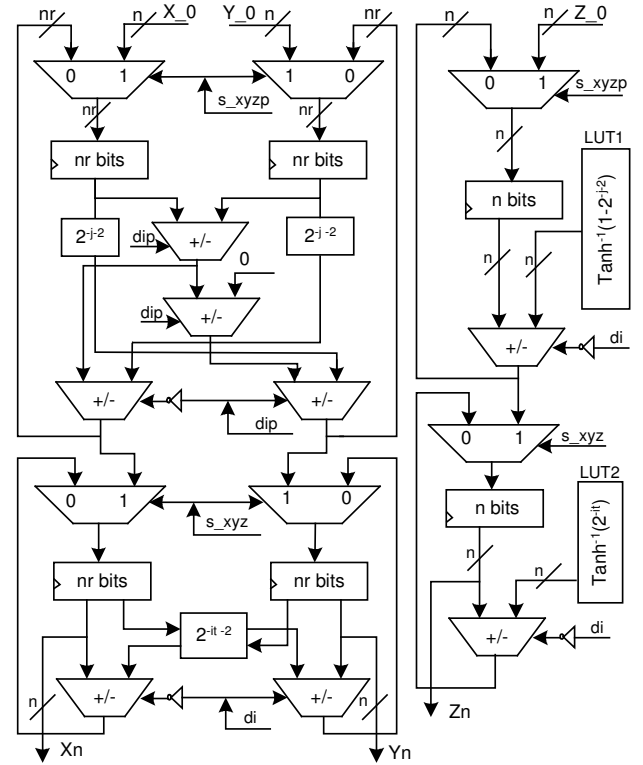 nr n X_0 Y_0 n nr n n Z_0
0 1 1 0 0 1
s_xyzp s_xyzp
nr nr n
LUT1
nr bits nr bits n bits
Tanh⁻¹(1-2⁻ʲ⁻²)
2⁻ʲ⁻² +/- 2⁻ʲ⁻²
dip
0 n n
dip +/-
+/- di
+/- +/-
dip
0 1 s_xyz
0 1 1 0
s_xyz LUT2
n bits
Tanh⁻¹(2⁻ⁱᵗ)
nr bits nr bits
n n
2⁻ⁱᵗ⁻²
+/- di
+/- +/-
n di n
Zn
Xn Yn